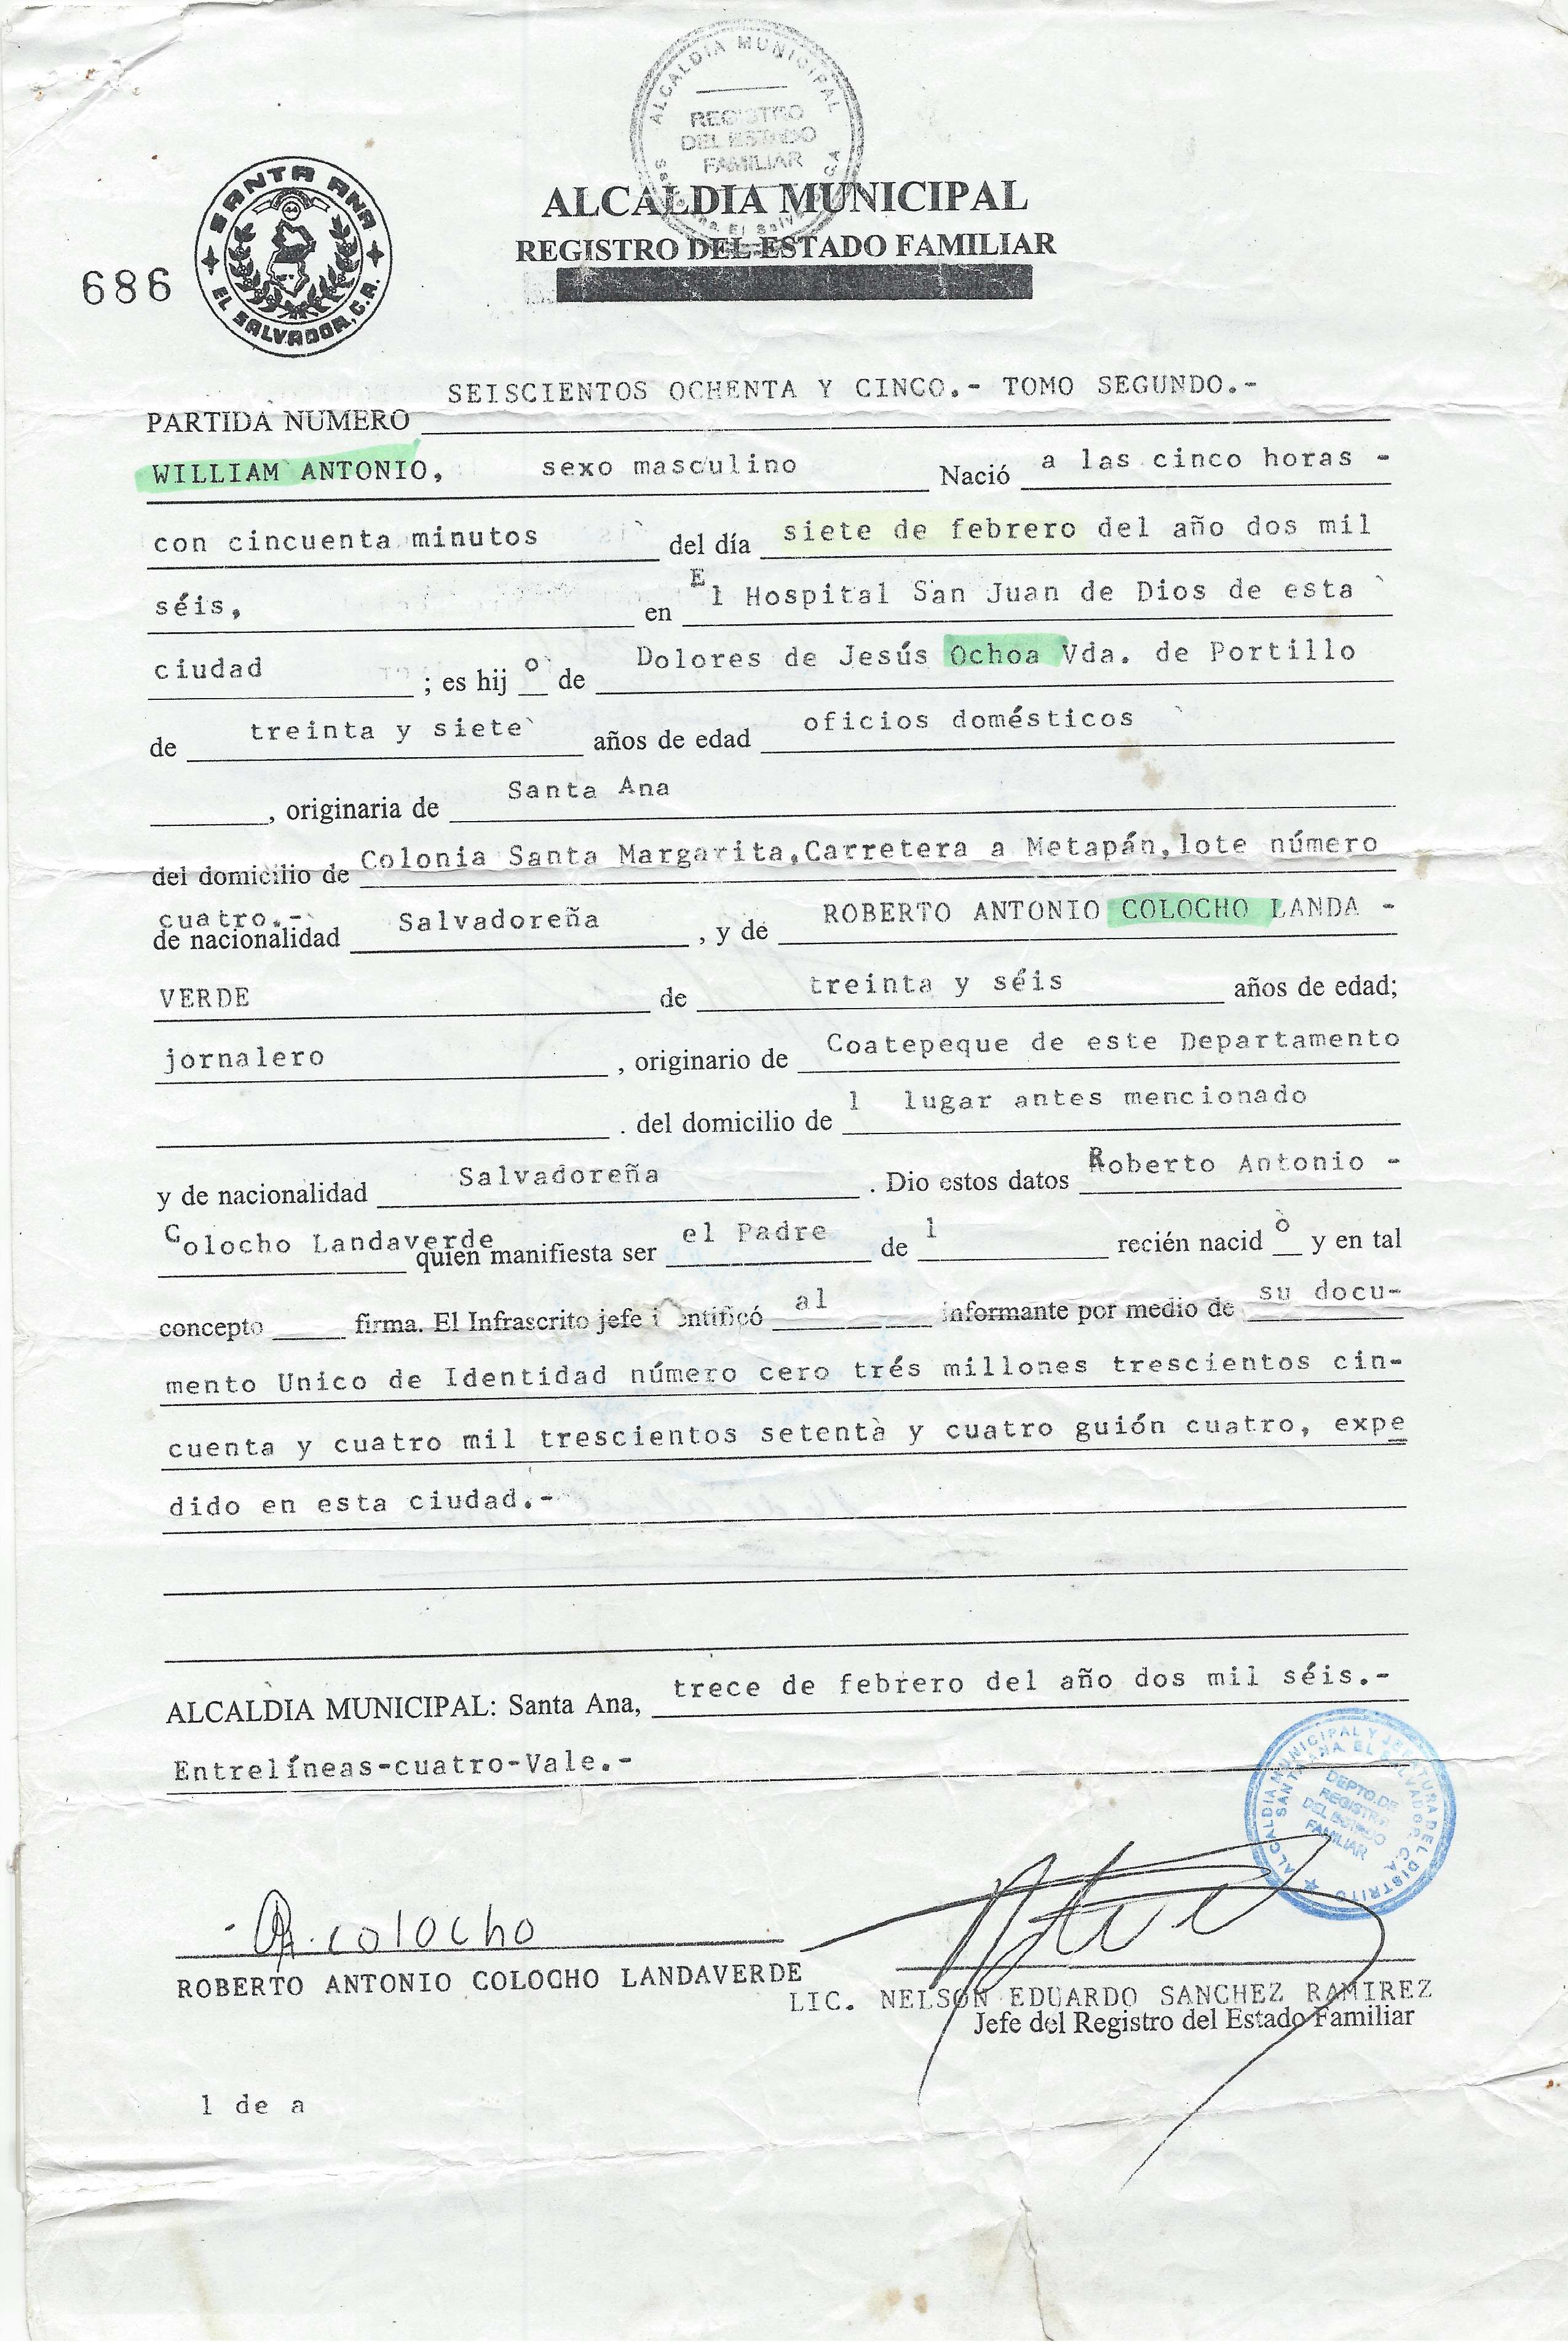 ALCALDIA MUNICIPAL
REGISTRO
DEL ESTADO
FAMILIAR
SANTA ANA
EL SALVADOR, C.A.
ALCALDIA MUNICIPAL
REGISTRO DEL ESTADO FAMILIAR
686
SEISCIENTOS OCHENTA Y CINCO.- TOMO SEGUNDO.-
PARTIDA NUMERO
WILLIAM ANTONIO, sexo masculino Nació a las cinco horas -
con cincuenta minutos del día siete de febrero del año dos mil
séis, en El Hospital San Juan de Dios de esta
ciudad ; es hijo de Dolores de Jesús Ochoa Vda. de Portillo
de treinta y siete años de edad oficios domésticos
, originaria de Santa Ana
del domicilio de Colonia Santa Margarita,Carretera a Metapán,lote número
cuatro.-
de nacionalidad Salvadoreña , y de ROBERTO ANTONIO COLOCHO LANDA -
VERDE de treinta y séis años de edad;
jornalero , originario de Coatepeque de este Departamento
. del domicilio de l lugar antes mencionado
y de nacionalidad Salvadoreña . Dio estos datos Roberto Antonio -
Colocho Landaverde quien manifiesta ser el Padre de l recién nacido y en tal
concepto firma. El Infrascrito jefe i entificó al informante por medio de su docu-
mento Unico de Identidad número cero trés millones trescientos cin-
cuenta y cuatro mil trescientos setenta y cuatro guión cuatro, expe
dido en esta ciudad.-
ALCALDIA MUNICIPAL: Santa Ana, trece de febrero del año dos mil séis.-
Entrelíneas-cuatro-Vale.-
ALCALDIA MUNICIPAL Y JEFATURA DEL DISTRITO
SANTA ANA, EL SALVADOR, C.A.
DEPTO. DE
REGISTRO
DEL ESTADO
FAMILIAR
R. colocho
ROBERTO ANTONIO COLOCHO LANDAVERDE
LIC. NELSON EDUARDO SANCHEZ RAMIREZ
Jefe del Registro del Estado Familiar
1 de a